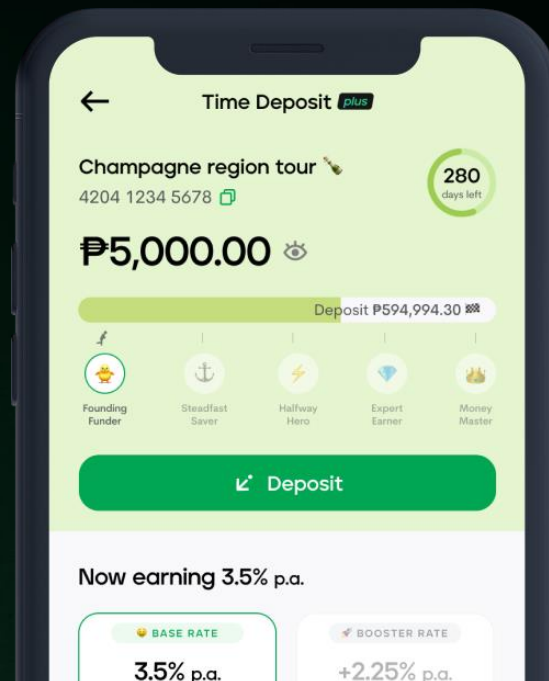 Time Deposit plus
Champagne region tour
280
days left
4204 1234 5678
₱5,000.00
Deposit ₱594,994.30
Founding
Funder
Steadfast
Saver
Halfway
Hero
Expert
Earner
Money
Master
Deposit
Now earning 3.5% p.a.
BASE RATE
3.5% p.a.
BOOSTER RATE
+2.25% p.a.